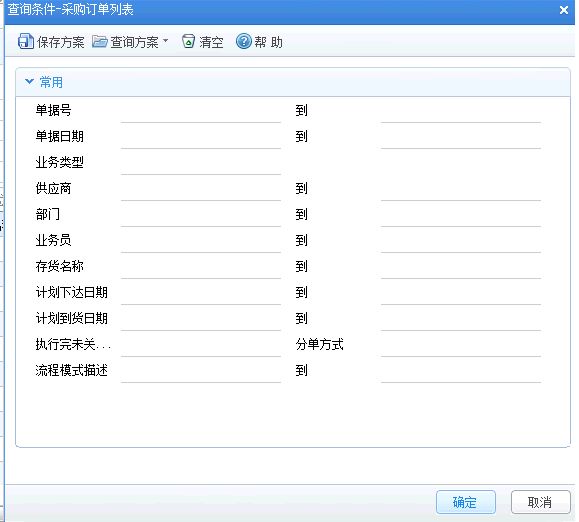 查询条件-采购订单列表
保存方案 查询方案 清空 帮 助
常用
单据号 到
单据日期 到
业务类型
供应商 到
部门 到
业务员 到
存货名称 到
计划下达日期 到
计划到货日期 到
执行完未关... 分单方式
流程模式描述 到
确定 取消